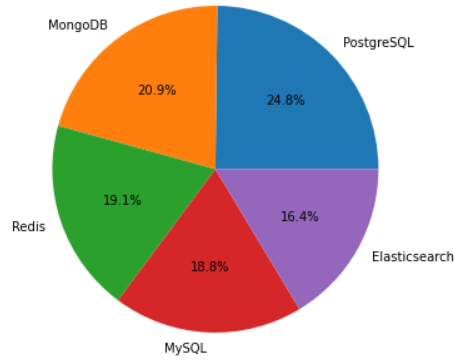 MongoDB
PostgreSQL
20.9%
24.8%
19.1%
16.4%
Redis
Elasticsearch
18.8%
MySQL